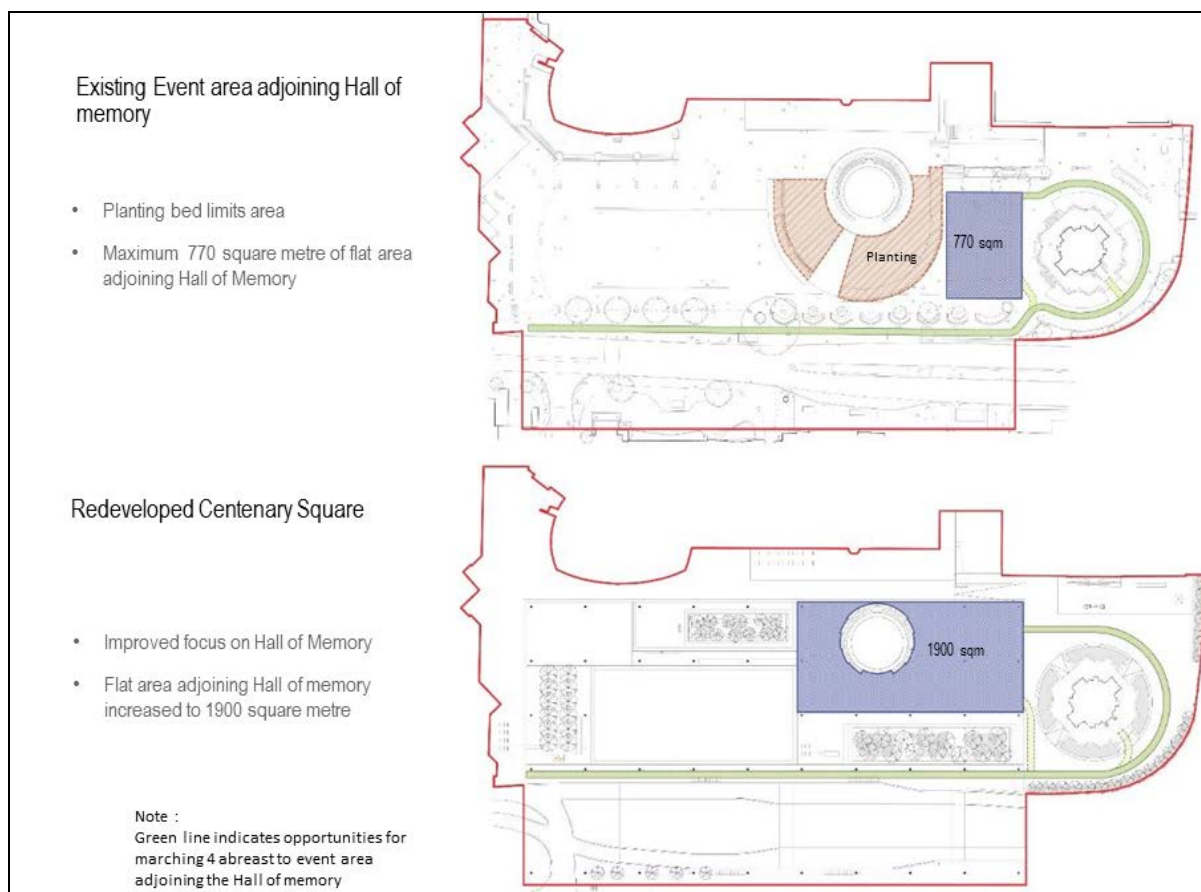 Existing Event area adjoining Hall of
memory
• Planting bed limits area
• Maximum 770 square metre of flat area
adjoining Hall of Memory
Planting
770 sqm
Redeveloped Centenary Square
• Improved focus on Hall of Memory
• Flat area adjoining Hall of memory
increased to 1900 square metre
1900 sqm
Note :
Green line indicates opportunities for
marching 4 abreast to event area
adjoining the Hall of memory